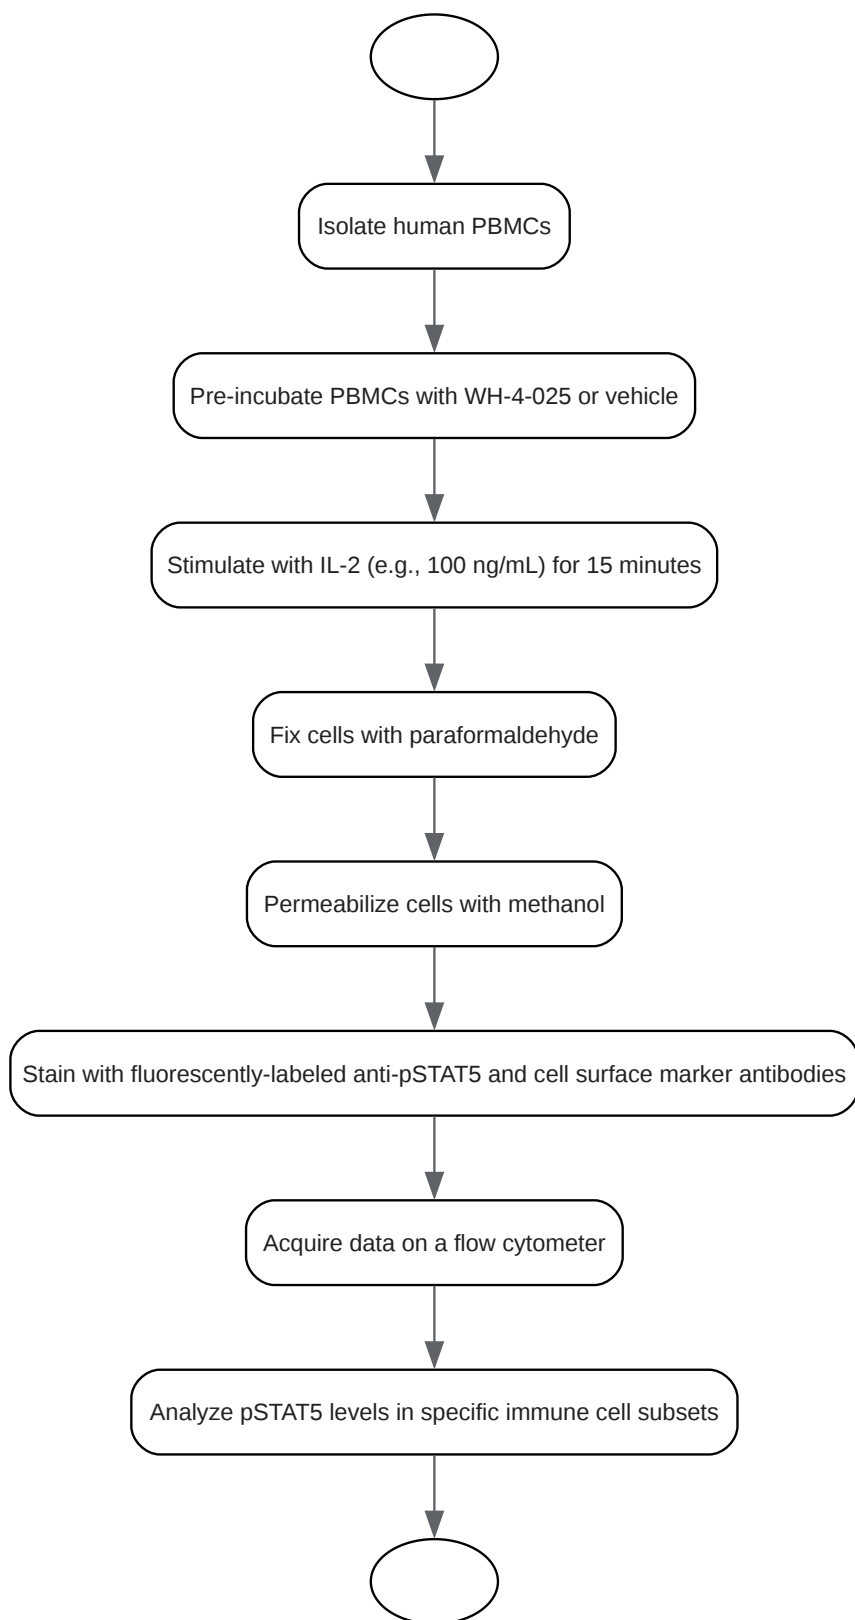 Isolate human PBMCs
Pre-incubate PBMCs with WH-4-025 or vehicle
Stimulate with IL-2 (e.g., 100 ng/mL) for 15 minutes
Fix cells with paraformaldehyde
Permeabilize cells with methanol
Stain with fluorescently-labeled anti-pSTAT5 and cell surface marker antibodies
Acquire data on a flow cytometer
Analyze pSTAT5 levels in specific immune cell subsets